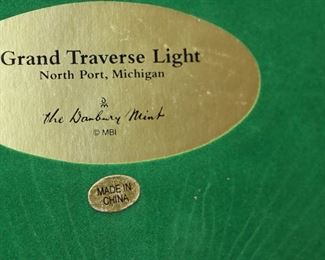 Grand Traverse Light
North Port, Michigan
The Danbury Mint
© MBI
MADE IN
CHINA